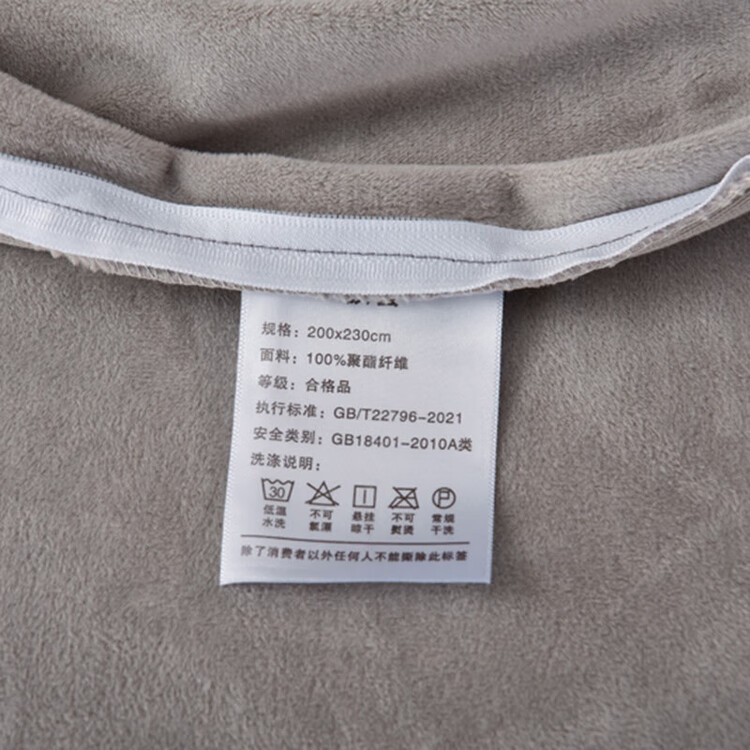 规格：200x230cm
面料：100%聚酯纤维
等级：合格品
执行标准：GB/T22796-2021
安全类别：GB18401-2010A类
洗涤说明：
30 P
低温 不可 悬挂 不可 常规
水洗 氯漂 晾干 熨烫 干洗
除了消费者以外任何人不能撕除此标签